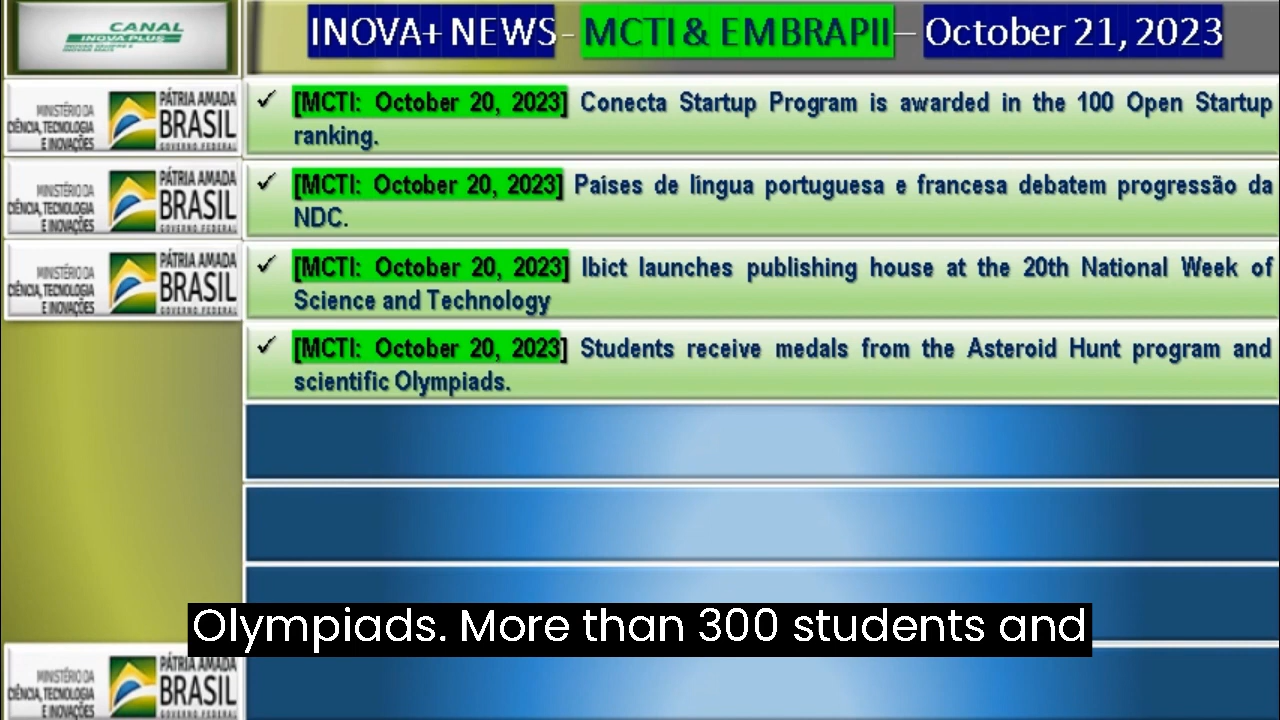 CANAL
INOVA PLUS
INOVAR SEMPRE E
INOVAR MAIS
INOVA+ NEWS – MCTI & EMBRAPII – October 21, 2023
MINISTÉRIO DA
CIÊNCIA, TECNOLOGIA
E INOVAÇÕES
PÁTRIA AMADA
BRASIL
GOVERNO FEDERAL
✓ [MCTI: October 20, 2023] Conecta Startup Program is awarded in the 100 Open Startup
ranking.
MINISTÉRIO DA
CIÊNCIA, TECNOLOGIA
E INOVAÇÕES
PÁTRIA AMADA
BRASIL
GOVERNO FEDERAL
✓ [MCTI: October 20, 2023] Países de língua portuguesa e francesa debatem progressão da
NDC.
MINISTÉRIO DA
CIÊNCIA, TECNOLOGIA
E INOVAÇÕES
PÁTRIA AMADA
BRASIL
GOVERNO FEDERAL
✓ [MCTI: October 20, 2023] Ibict launches publishing house at the 20th National Week of
Science and Technology
✓ [MCTI: October 20, 2023] Students receive medals from the Asteroid Hunt program and
scientific Olympiads.
Olympiads. More than 300 students and
MINISTÉRIO DA
CIÊNCIA, TECNOLOGIA
E INOVAÇÕES
PÁTRIA AMADA
BRASIL
GOVERNO FEDERAL